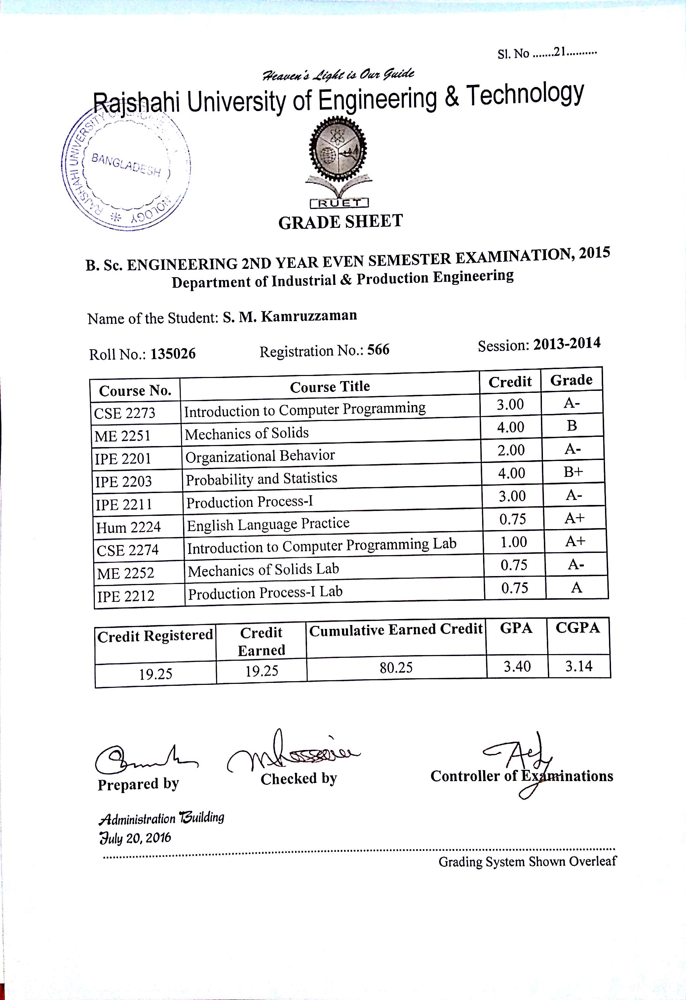 Sl. No .......21..........
Heaven's Light is Our Guide
Rajshahi University of Engineering & Technology
RAJSHAHI UNIVERSITY
BANGLADESH
RUET
GRADE SHEET
B. Sc. ENGINEERING 2ND YEAR EVEN SEMESTER EXAMINATION, 2015
Department of Industrial & Production Engineering
Name of the Student: S. M. Kamruzzaman
Roll No.: 135026 Registration No.: 566 Session: 2013-2014
Course No. Course Title Credit Grade
CSE 2273 Introduction to Computer Programming 3.00 A-
ME 2251 Mechanics of Solids 4.00 B
IPE 2201 Organizational Behavior 2.00 A-
IPE 2203 Probability and Statistics 4.00 B+
IPE 2211 Production Process-I 3.00 A-
Hum 2224 English Language Practice 0.75 A+
CSE 2274 Introduction to Computer Programming Lab 1.00 A+
ME 2252 Mechanics of Solids Lab 0.75 A-
IPE 2212 Production Process-I Lab 0.75 A
Credit Registered Credit Earned Cumulative Earned Credit GPA CGPA
19.25 19.25 80.25 3.40 3.14
Prepared by Checked by Controller of Examinations
Administration Building
July 20, 2016
Grading System Shown Overleaf